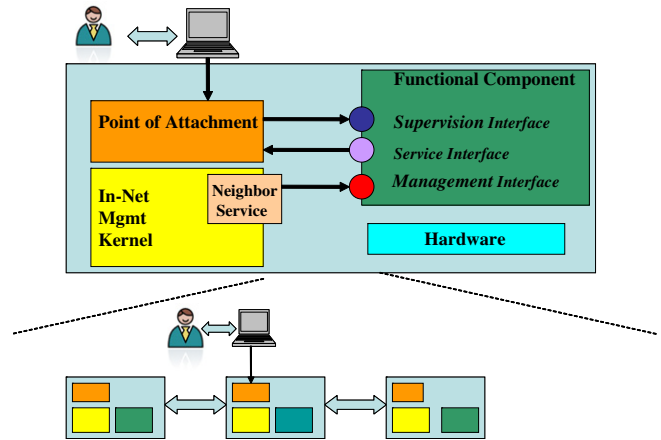 Functional Component
Point of Attachment
Supervision Interface
Service Interface
Management Interface
In-Net
Mgmt
Kernel
Neighbor
Service
Hardware